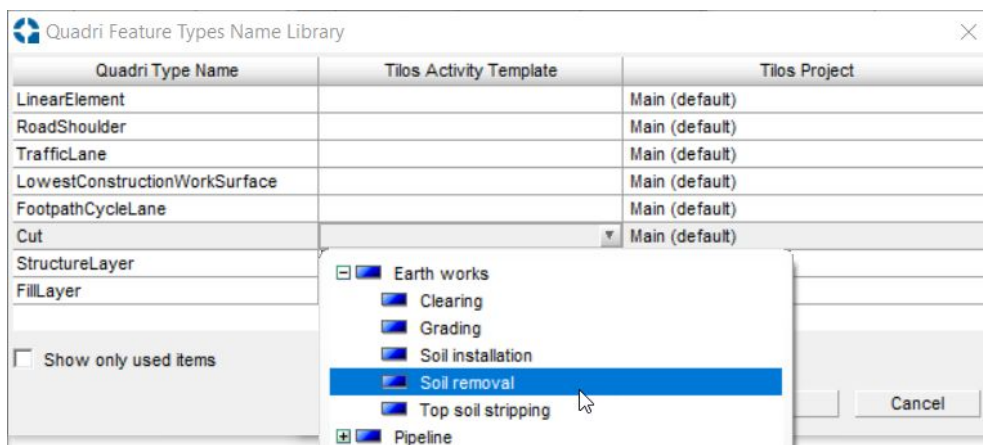 Quadri Feature Types Name Library
Quadri Type Name Tilos Activity Template Tilos Project
LinearElement Main (default)
RoadShoulder Main (default)
TrafficLane Main (default)
LowestConstructionWorkSurface Main (default)
FootpathCycleLane Main (default)
Cut Main (default)
StructureLayer
FillLayer
Earth works
Clearing
Grading
Soil installation
Soil removal
Top soil stripping
Pipeline
Show only used items
Cancel